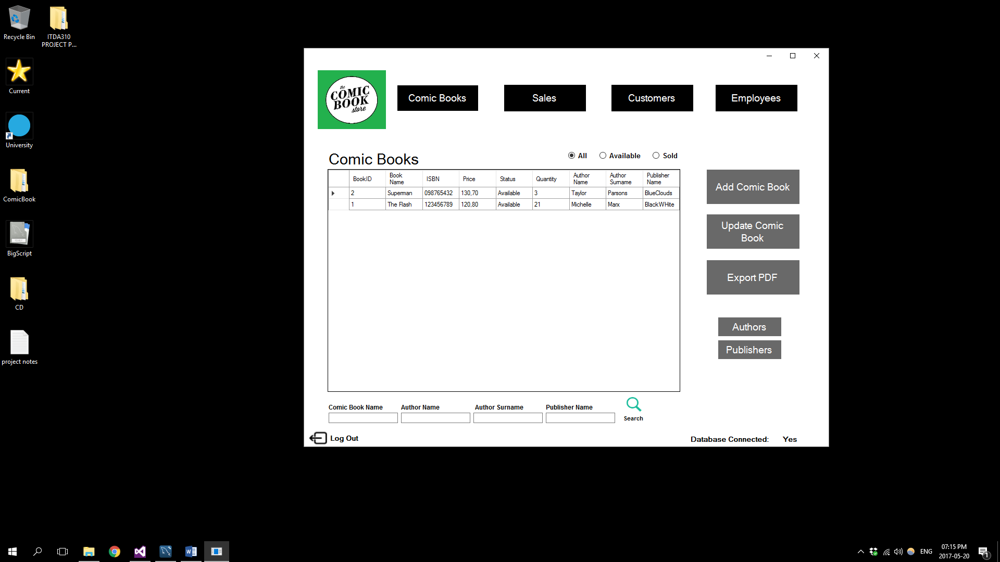 Recycle Bin
ITDA310
PROJECT P...
Current
University
ComicBook
BigScript
CD
project notes
the
COMIC
BOOK
store
Comic Books
Sales
Customers
Employees
Comic Books
All
Available
Sold
BookID
Book
Name
ISBN
Price
Status
Quantity
Author
Name
Author
Surname
Publisher
Name
2 Superman 098765432 130,70 Available 3 Taylor Parsons BlueClouds
1 The Flash 123456789 120,80 Available 21 Michelle Marx BlackWHite
Add Comic Book
Update Comic
Book
Export PDF
Authors
Publishers
Comic Book Name
Author Name
Author Surname
Publisher Name
Search
Log Out
Database Connected: Yes
ENG
07:15 PM
2017-05-20
1